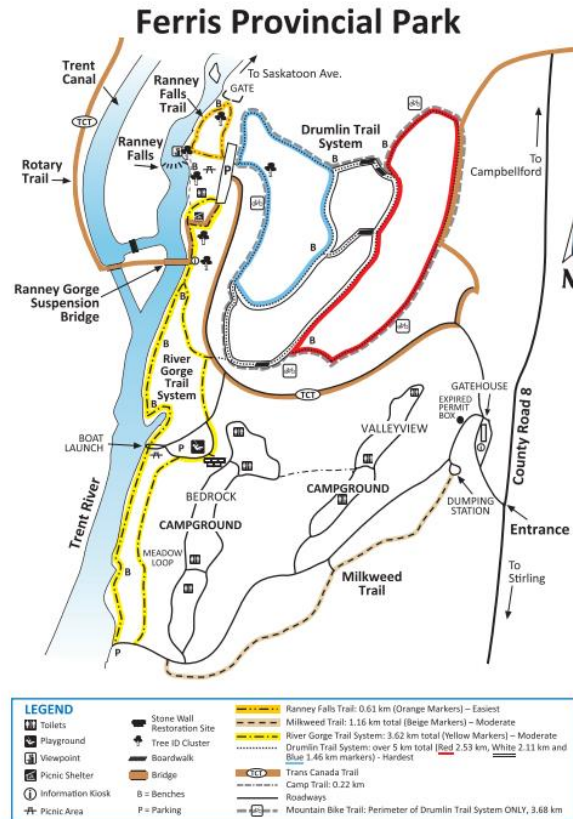 Ferris Provincial Park
Trent
Canal
Ranney
Falls
Trail
To Saskatoon Ave.
GATE
B
TCT
Ranney
Falls
Rotary
Trail
B
P
Drumlin Trail
System
B
B
B
To
Campbellford
N
Ranney Gorge
Suspension
Bridge
B
B
River
Gorge
Trail
System
B
B
TCT
BOAT
LAUNCH
P
VALLEYVIEW
CAMPGROUND
BEDROCK
CAMPGROUND
MEADOW
LOOP
GATEHOUSE
EXPIRED
PERMIT
BOX
County Road 8
DUMPING
STATION
Entrance
To
Stirling
Trent River
B
Milkweed
Trail
P
LEGEND
Toilets
Playground
Viewpoint
Picnic Shelter
Information Kiosk
Picnic Area
Stone Wall
Restoration Site
Tree ID Cluster
Boardwalk
Bridge
B = Benches
P = Parking
Ranney Falls Trail: 0.61 km (Orange Markers) – Easiest
Milkweed Trail: 1.16 km total (Beige Markers) – Moderate
River Gorge Trail System: 3.62 km total (Yellow Markers) – Moderate
Drumlin Trail System: over 5 km total (Red 2.53 km, White 2.11 km and
Blue 1.46 km markers) - Hardest
TCT Trans Canada Trail
Camp Trail: 0.22 km
Roadways
Mountain Bike Trail: Perimeter of Drumlin Trail System ONLY, 3.68 km